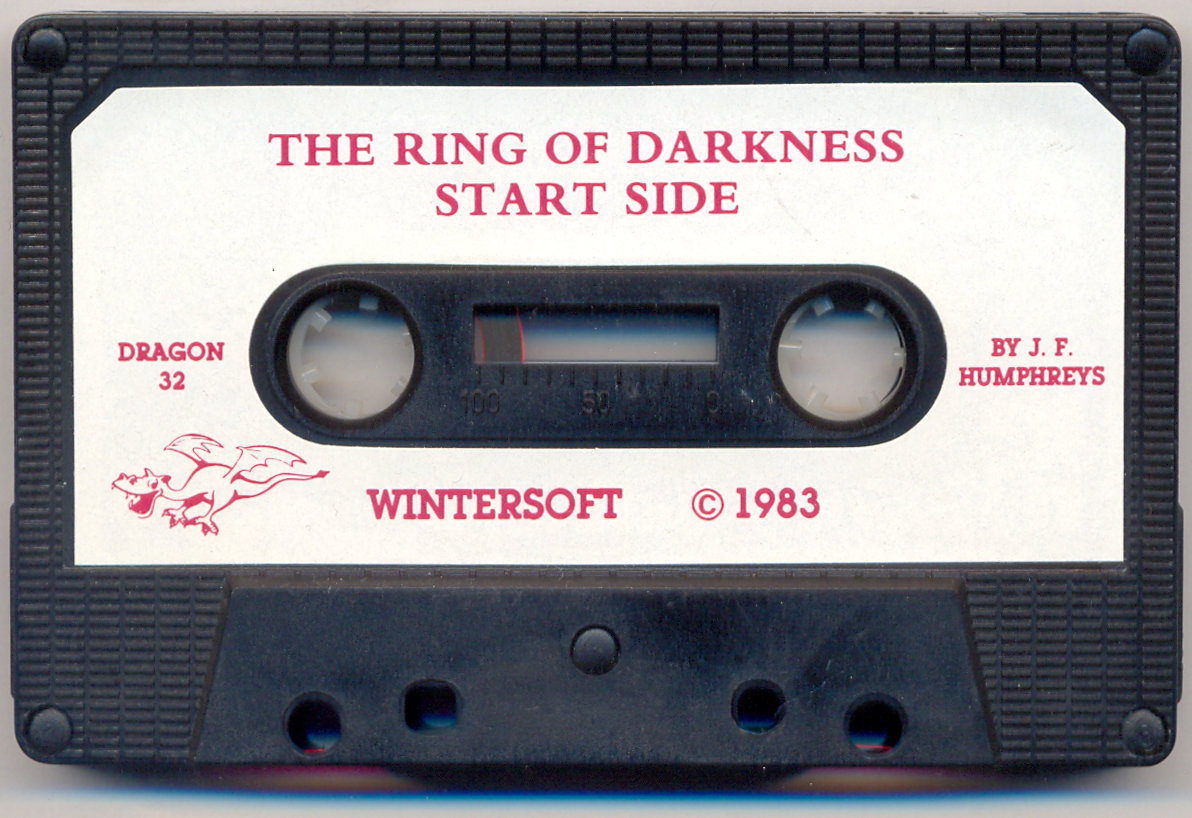 THE RING OF DARKNESS
START SIDE
DRAGON
32
BY J. F.
HUMPHREYS
100 50 0
WINTERSOFT © 1983